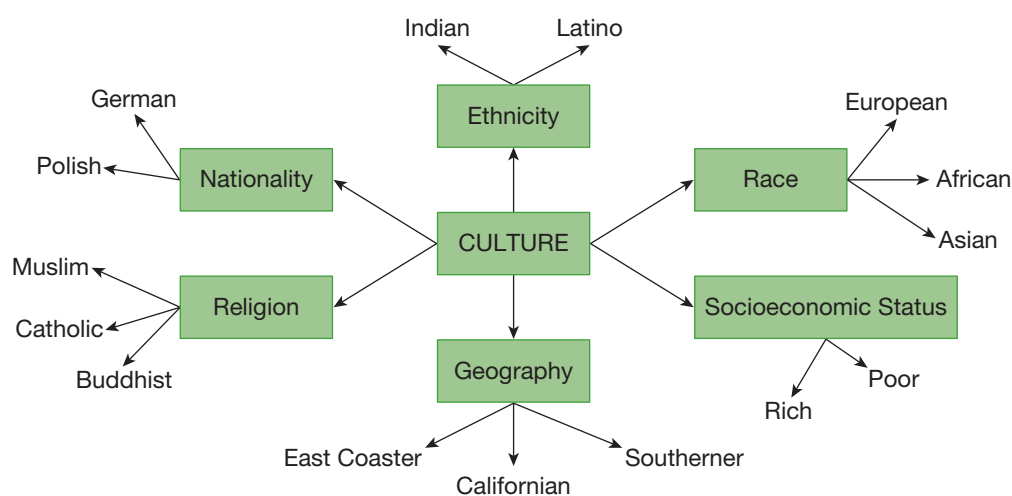 Indian
Latino
Ethnicity
German
Polish
Nationality
European
Race
African
Asian
CULTURE
Muslim
Catholic
Buddhist
Religion
Socioeconomic Status
Poor
Rich
Geography
East Coaster
Californian
Southerner